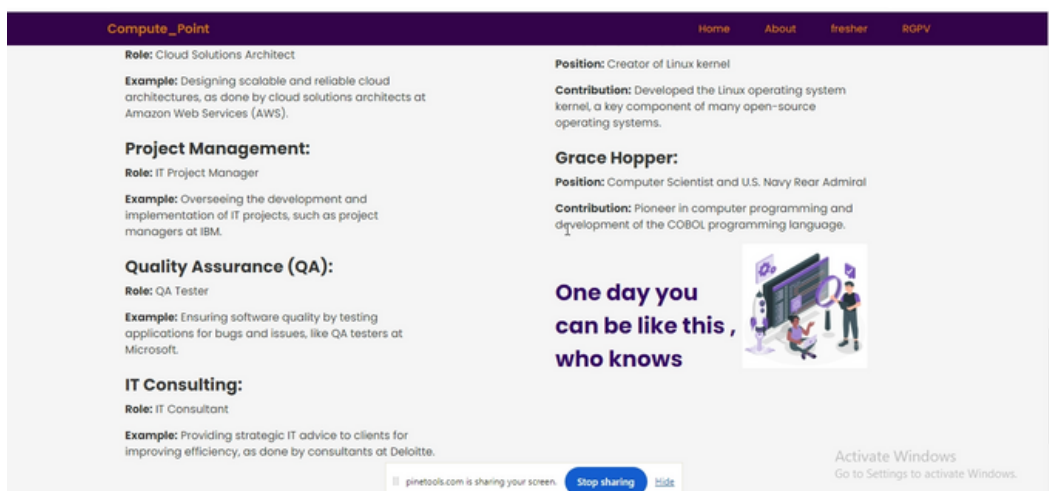 Compute_Point
Home About fresher RGPV
Role: Cloud Solutions Architect
Example: Designing scalable and reliable cloud
architectures, as done by cloud solutions architects at
Amazon Web Services (AWS).
Project Management:
Role: IT Project Manager
Example: Overseeing the development and
implementation of IT projects, such as project
managers at IBM.
Quality Assurance (QA):
Role: QA Tester
Example: Ensuring software quality by testing
applications for bugs and issues, like QA testers at
Microsoft.
IT Consulting:
Role: IT Consultant
Example: Providing strategic IT advice to clients for
improving efficiency, as done by consultants at Deloitte.
Position: Creator of Linux kernel
Contribution: Developed the Linux operating system
kernel, a key component of many open-source
operating systems.
Grace Hopper:
Position: Computer Scientist and U.S. Navy Rear Admiral
Contribution: Pioneer in computer programming and
development of the COBOL programming language.
One day you
can be like this ,
who knows
Activate Windows
Go to Settings to activate Windows.
pinetools.com is sharing your screen. Stop sharing Hide